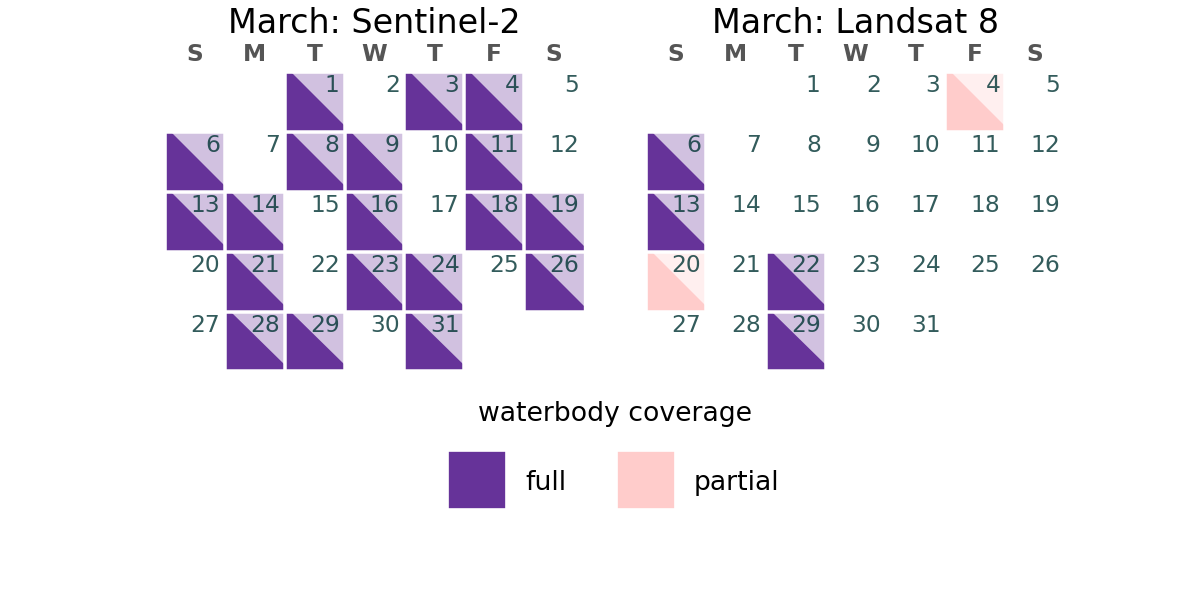 March: Sentinel-2
S M T W T F S
1 2 3 4 5
6 7 8 9 10 11 12
13 14 15 16 17 18 19
20 21 22 23 24 25 26
27 28 29 30 31
March: Landsat 8
S M T W T F S
1 2 3 4 5
6 7 8 9 10 11 12
13 14 15 16 17 18 19
20 21 22 23 24 25 26
27 28 29 30 31
waterbody coverage
full partial